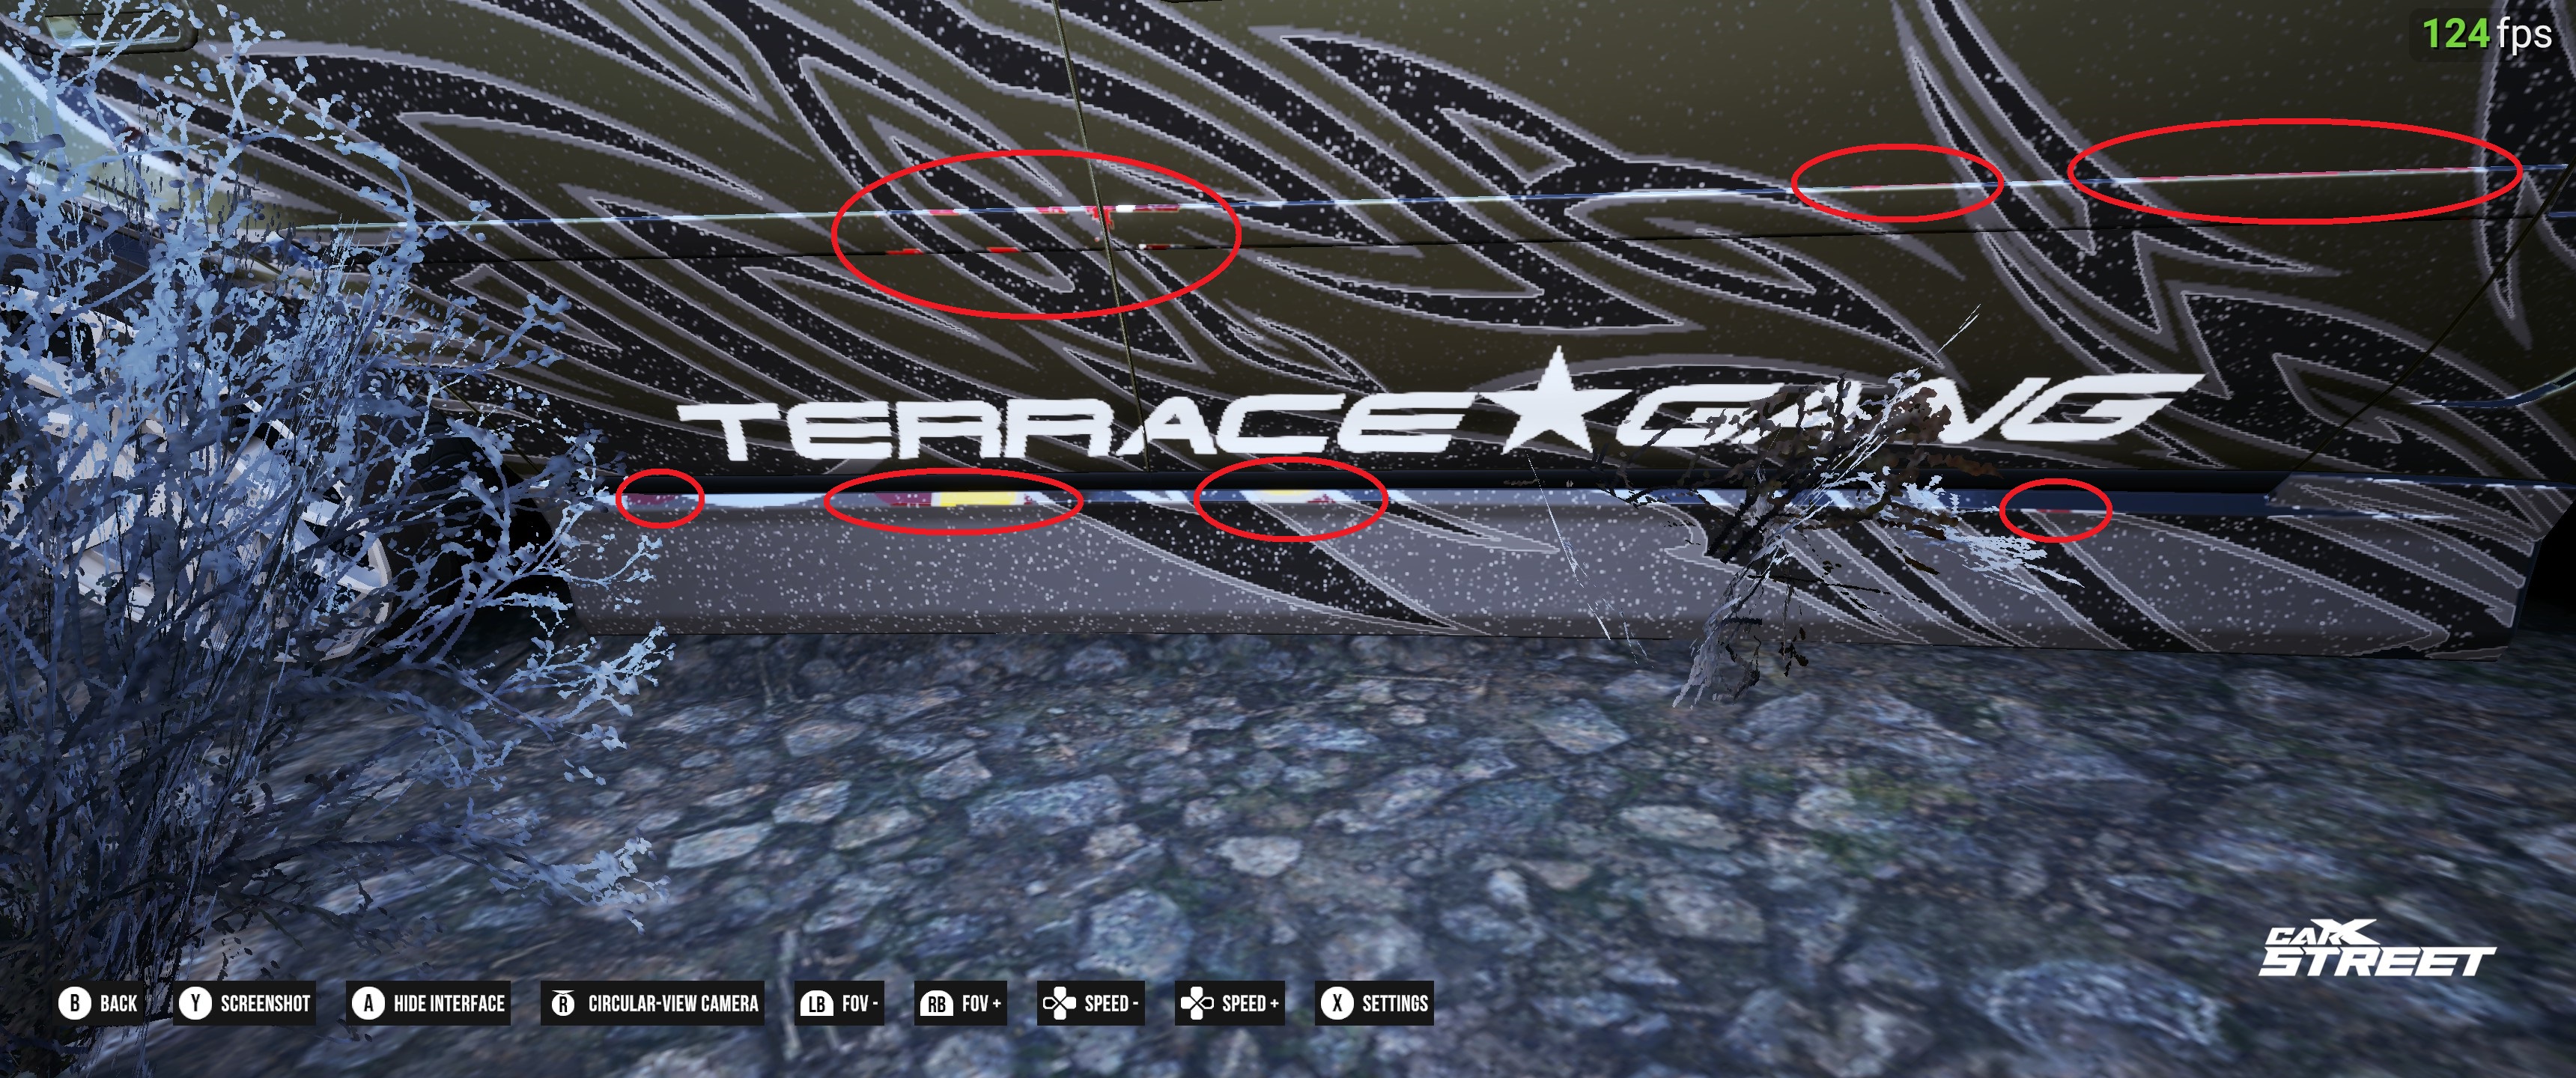 124 fps
TERRACE★GANG
CARX
STREET
B BACK Y SCREENSHOT A HIDE INTERFACE R CIRCULAR-VIEW CAMERA LB FOV - RB FOV + SPEED - SPEED + X SETTINGS